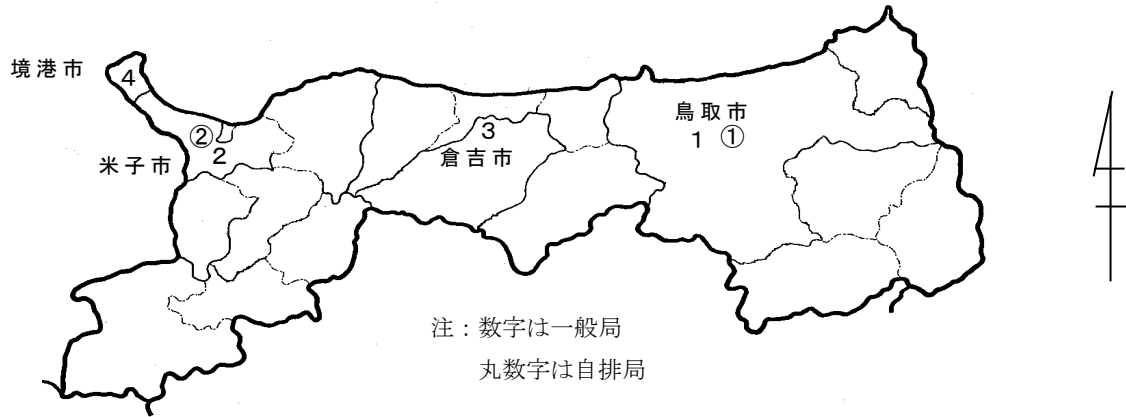 境港市
4
②
2
米子市
3
倉吉市
鳥取市
1 ①
注：数字は一般局
丸数字は自排局